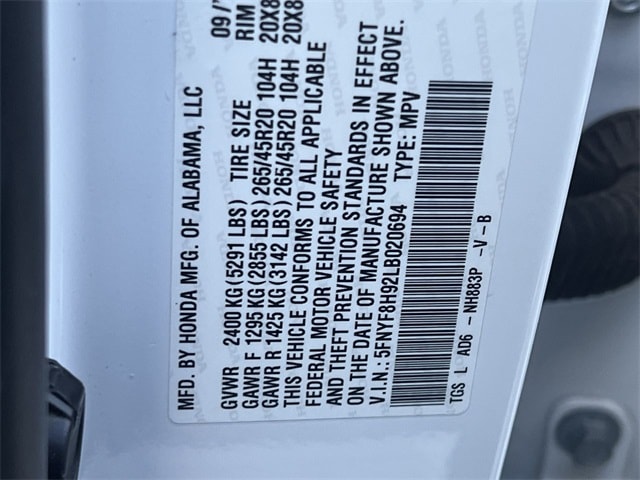 MFD. BY HONDA MFG. OF ALABAMA, LLC 09/
GVWR 2400 KG (5291 LBS) TIRE SIZE RIM
GAWR F 1295 KG (2855 LBS) 265/45R20 104H 20X8
GAWR R 1425 KG (3142 LBS) 265/45R20 104H 20X8
THIS VEHICLE CONFORMS TO ALL APPLICABLE
FEDERAL MOTOR VEHICLE SAFETY
AND THEFT PREVENTION STANDARDS IN EFFECT
ON THE DATE OF MANUFACTURE SHOWN ABOVE.
V.I.N.: 5FNYF8H92LB020694 TYPE: MPV
TGS L AD6 - NH883P -V - B